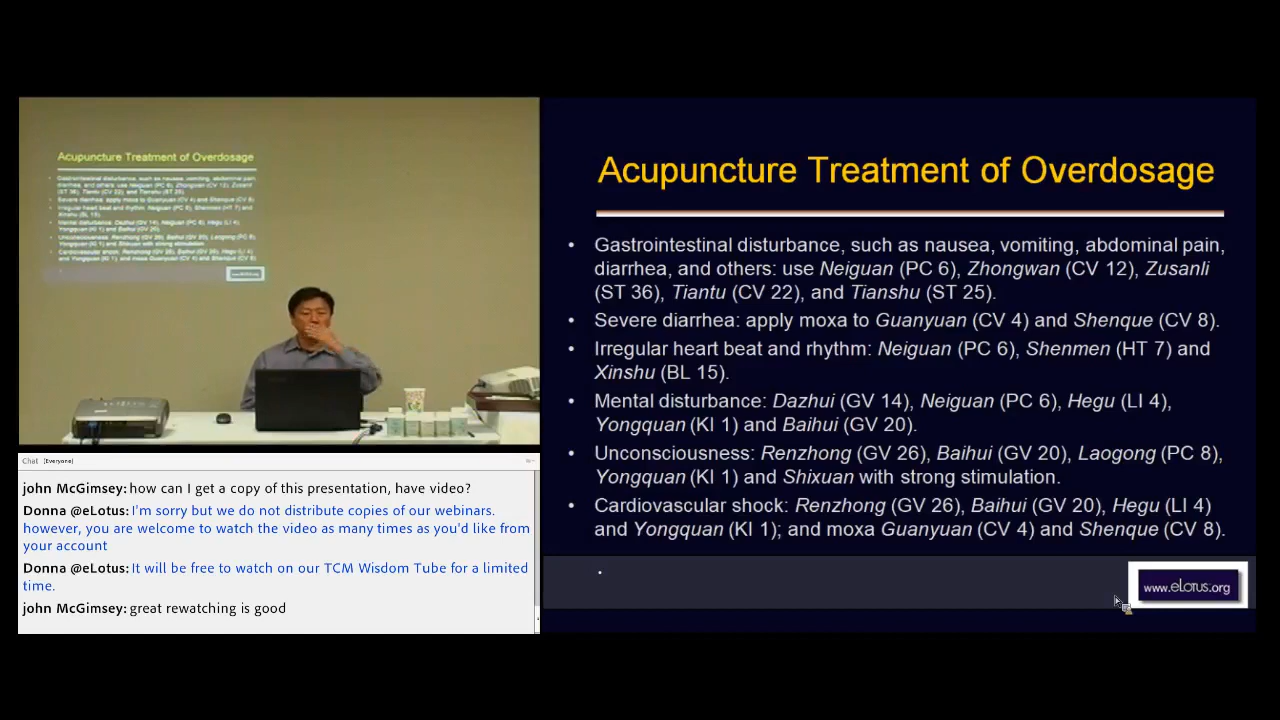 Acupuncture Treatment of Overdosage
Acupuncture Treatment of Overdosage
• Gastrointestinal disturbance, such as nausea, vomiting, abdominal pain,
diarrhea, and others: use Neiguan (PC 6), Zhongwan (CV 12), Zusanli
(ST 36), Tiantu (CV 22), and Tianshu (ST 25).
• Severe diarrhea: apply moxa to Guanyuan (CV 4) and Shenque (CV 8).
• Irregular heart beat and rhythm: Neiguan (PC 6), Shenmen (HT 7) and
Xinshu (BL 15).
• Mental disturbance: Dazhui (GV 14), Neiguan (PC 6), Hegu (LI 4),
Yongquan (KI 1) and Baihui (GV 20).
• Unconsciousness: Renzhong (GV 26), Baihui (GV 20), Laogong (PC 8),
Yongquan (KI 1) and Shixuan with strong stimulation.
• Cardiovascular shock: Renzhong (GV 26), Baihui (GV 20), Hegu (LI 4)
and Yongquan (KI 1); and moxa Guanyuan (CV 4) and Shenque (CV 8).
www.eLotus.org
Chat (Everyone)
john McGimsey: how can I get a copy of this presentation, have video?
Donna @eLotus: I'm sorry but we do not distribute copies of our webinars.
however, you are welcome to watch the video as many times as you'd like from
your account
Donna @eLotus: It will be free to watch on our TCM Wisdom Tube for a limited
time.
john McGimsey: great rewatching is good